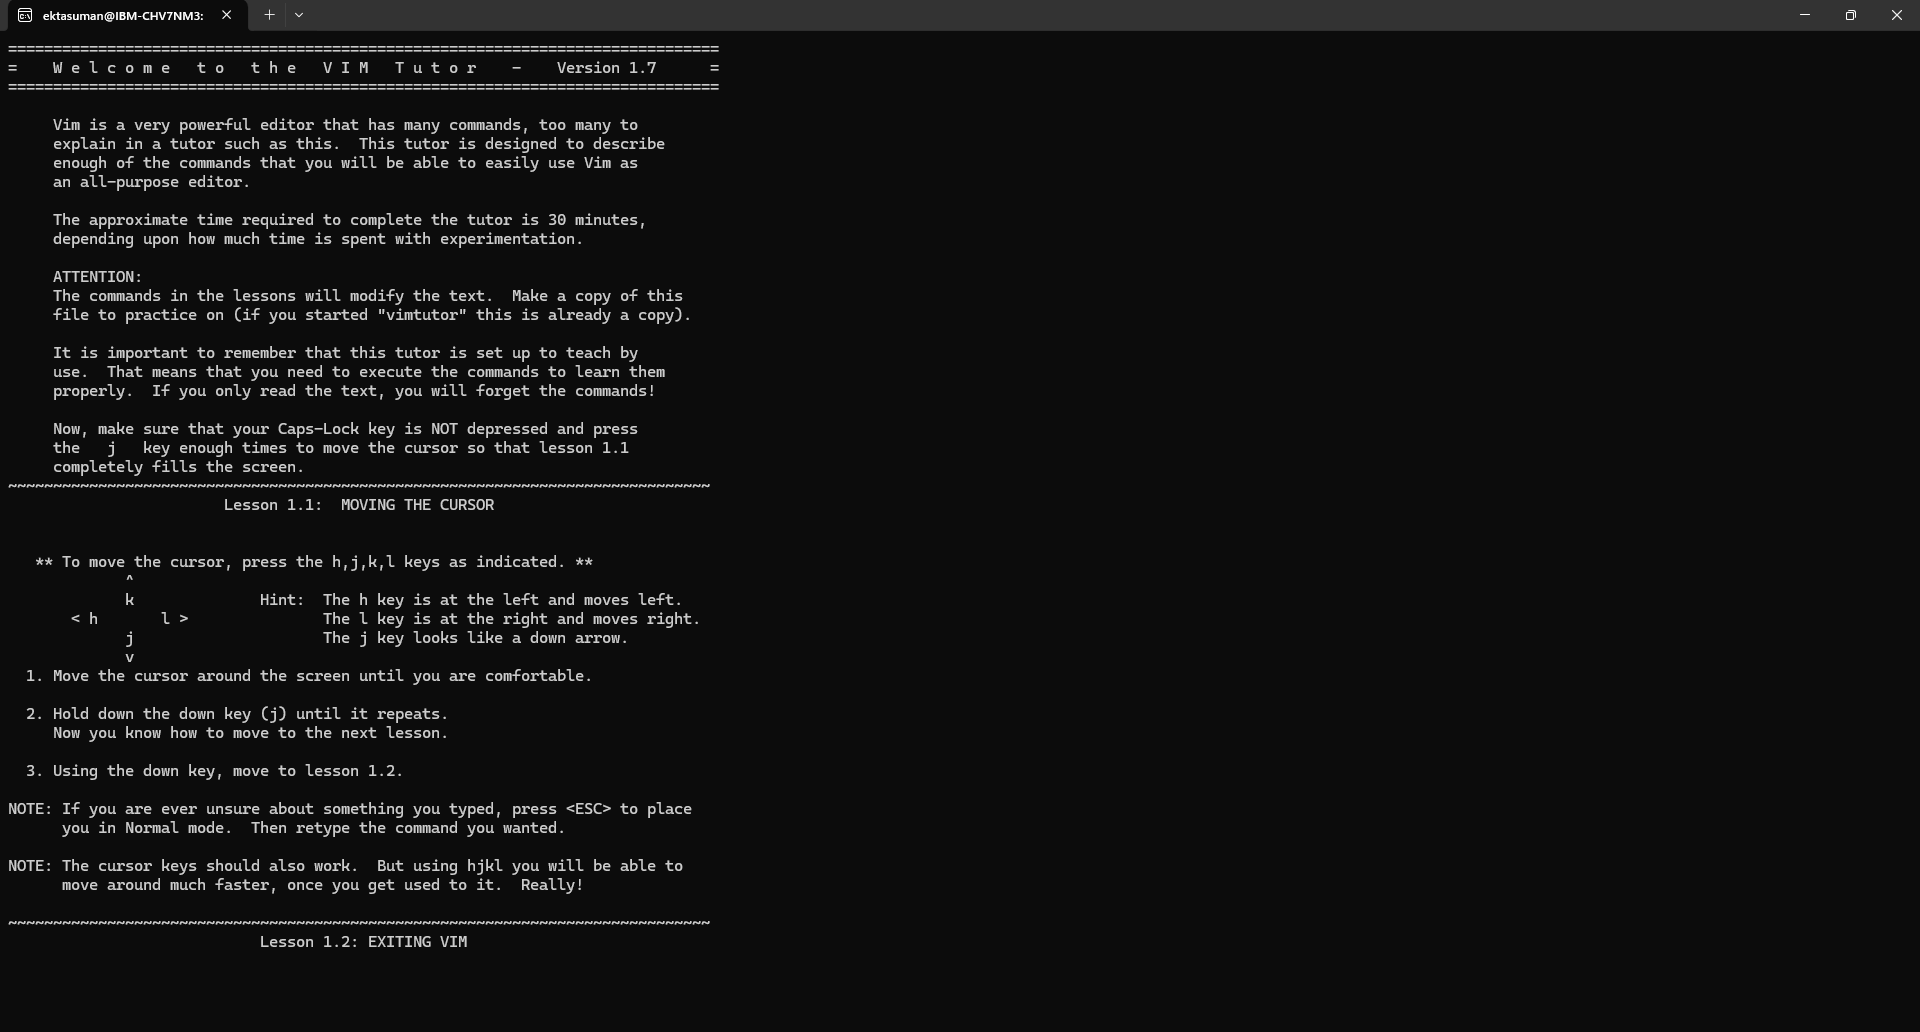 ektasuman@IBM-CHV7NM3:
===============================================================================
=    W e l c o m e   t o   t h e   V I M   T u t o r    -    Version 1.7      =
===============================================================================
     Vim is a very powerful editor that has many commands, too many to
     explain in a tutor such as this.  This tutor is designed to describe
     enough of the commands that you will be able to easily use Vim as
     an all-purpose editor.
     The approximate time required to complete the tutor is 30 minutes,
     depending upon how much time is spent with experimentation.
     ATTENTION:
     The commands in the lessons will modify the text.  Make a copy of this
     file to practice on (if you started "vimtutor" this is already a copy).
     It is important to remember that this tutor is set up to teach by
     use.  That means that you need to execute the commands to learn them
     properly.  If you only read the text, you will forget the commands!
     Now, make sure that your Caps-Lock key is NOT depressed and press
     the   j   key enough times to move the cursor so that lesson 1.1
     completely fills the screen.
~~~~~~~~~~~~~~~~~~~~~~~~~~~~~~~~~~~~~~~~~~~~~~~~~~~~~~~~~~~~~~~~~~~~~~~~~~~~~~
                        Lesson 1.1:  MOVING THE CURSOR
   ** To move the cursor, press the h,j,k,l keys as indicated. **
             ^
             k              Hint:  The h key is at the left and moves left.
       < h       l >               The l key is at the right and moves right.
             j                     The j key looks like a down arrow.
             v
  1. Move the cursor around the screen until you are comfortable.
  2. Hold down the down key (j) until it repeats.
     Now you know how to move to the next lesson.
  3. Using the down key, move to lesson 1.2.
NOTE: If you are ever unsure about something you typed, press <ESC> to place
      you in Normal mode.  Then retype the command you wanted.
NOTE: The cursor keys should also work.  But using hjkl you will be able to
      move around much faster, once you get used to it.  Really!
~~~~~~~~~~~~~~~~~~~~~~~~~~~~~~~~~~~~~~~~~~~~~~~~~~~~~~~~~~~~~~~~~~~~~~~~~~~~~~
                            Lesson 1.2: EXITING VIM